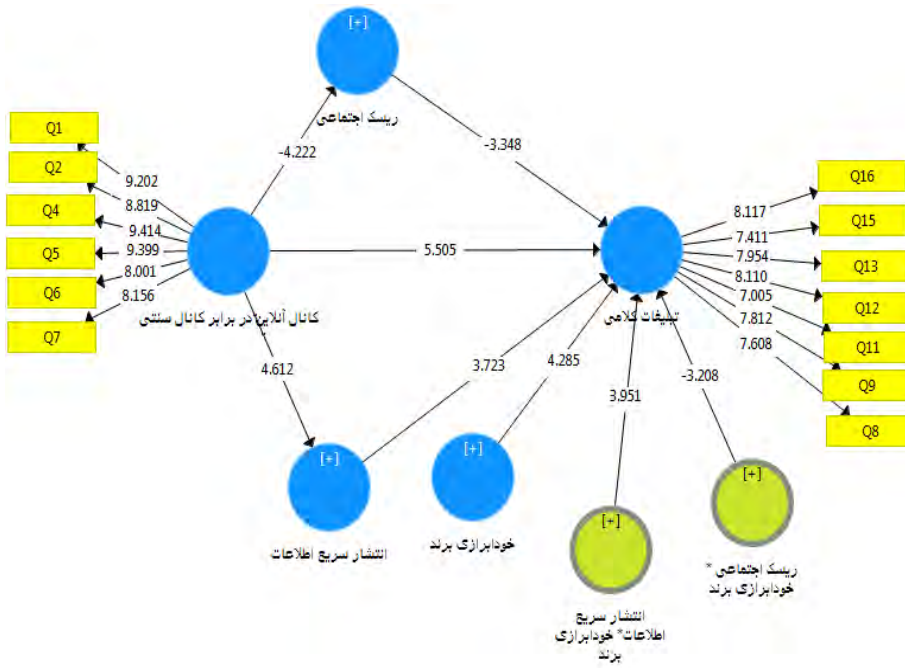 [+]
ریسک اجتماعی
Q1
Q2
Q4
Q5
Q6
Q7
9.202
8.819
9.414
9.399
8.001
8.156
-4.222
-3.348
5.505
کانال آنلاین در برابر کانال سنتی
تبلیغات کلامی
8.117
7.411
7.954
8.110
7.005
7.812
7.608
Q16
Q15
Q13
Q12
Q11
Q9
Q8
4.612
3.723
4.285
3.951
-3.208
[+]
انتشار سریع اطلاعات
[+]
خودابرازی برند
[+]
انتشار سریع
اطلاعات* خودابرازی
برند
[+]
ریسک اجتماعی *
خودابرازی برند